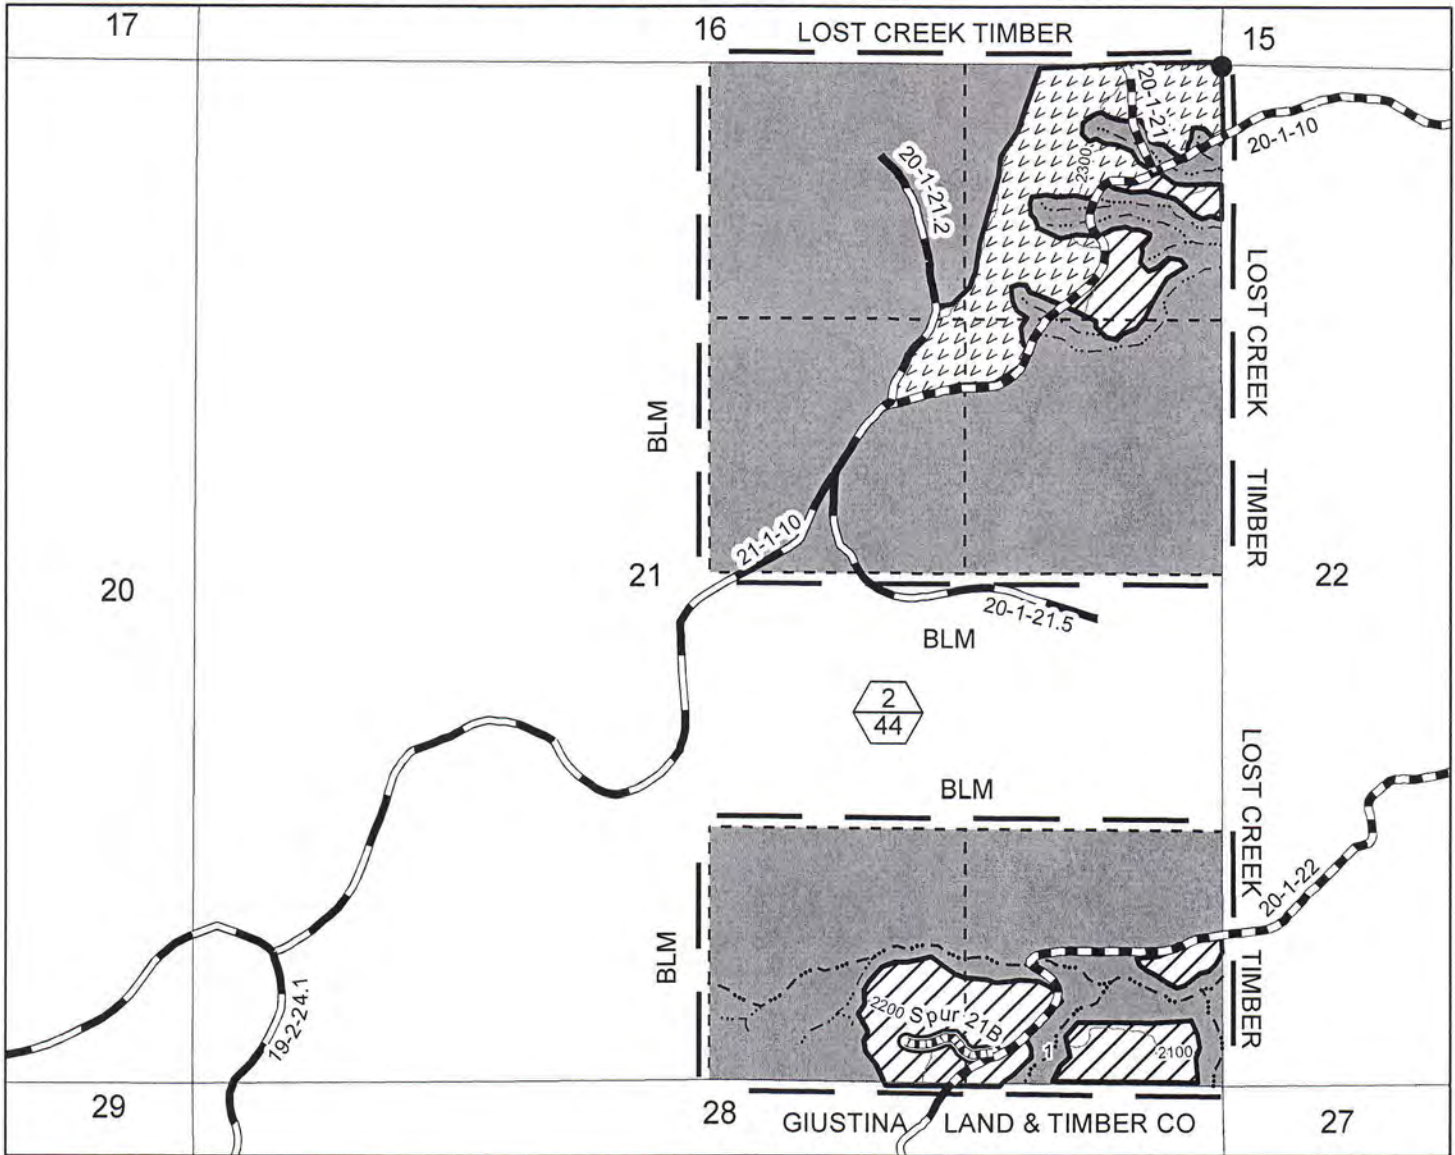 17
16
LOST CREEK TIMBER
15
20-1-21
20-1-10
2300
20-1-21.2
LOST CREEK
TIMBER
BLM
21-1-10
20
21
22
20-1-21.5
BLM
2
44
BLM
LOST CREEK
TIMBER
20-1-22
BLM
2200
Spur 21B
1
2100
19-2-24.1
29
28
GIUSTINA LAND & TIMBER CO
27